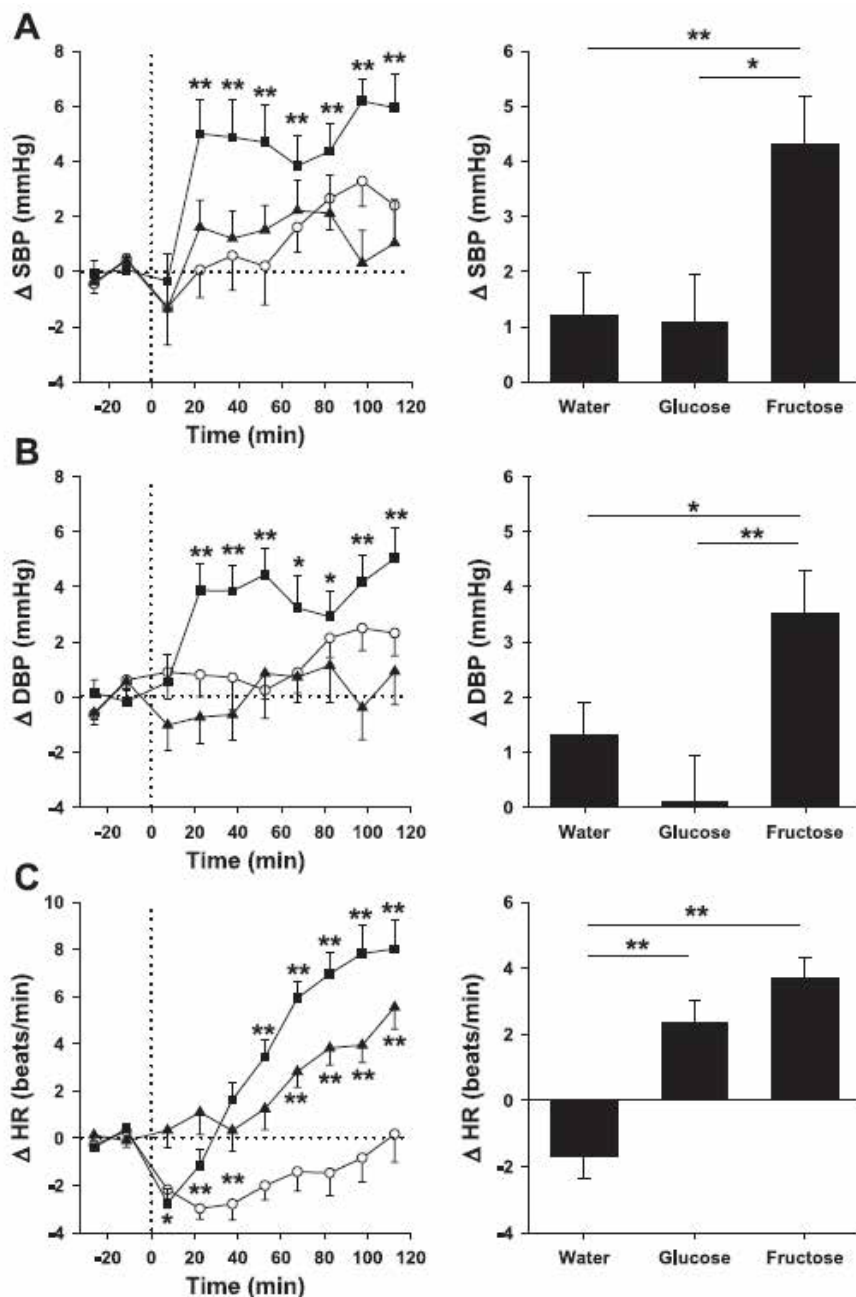 A
8
6
4
2
0
-2
-4
Δ SBP (mmHg)
** ** ** ** ** ** **
-20 0 20 40 60 80 100 120
Time (min)
6
5
4
3
2
1
0
Δ SBP (mmHg)
**
*
Water Glucose Fructose
B
8
6
4
2
0
-2
-4
Δ DBP (mmHg)
** ** ** * * ** **
-20 0 20 40 60 80 100 120
Time (min)
6
5
4
3
2
1
0
Δ DBP (mmHg)
*
**
Water Glucose Fructose
C
10
8
6
4
2
0
-2
-4
Δ HR (beats/min)
** ** ** ** **
** ** ** **
* ** **
-20 0 20 40 60 80 100 120
Time (min)
6
4
2
0
-2
-4
Δ HR (beats/min)
**
**
Water Glucose Fructose